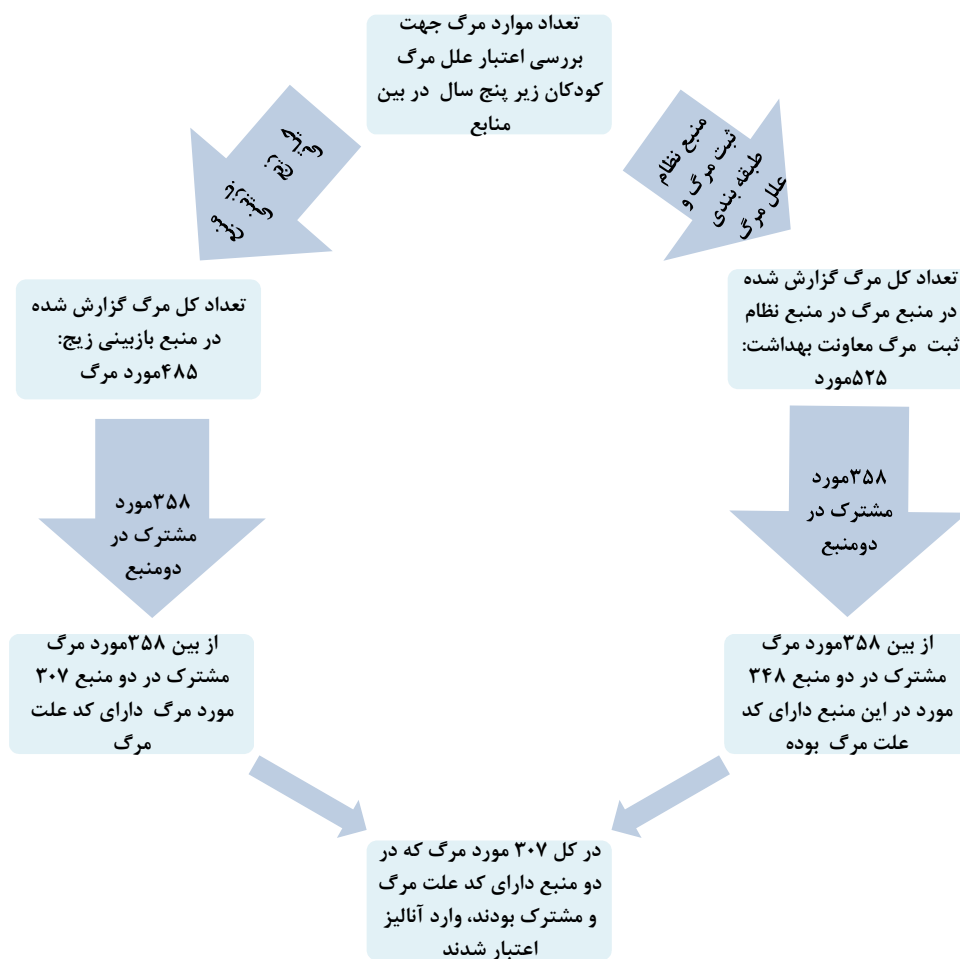 تعداد موارد مرگ جهت
بررسی اعتبار علل مرگ
کودکان زیر پنج سال در بین
منابع
منبع نظام
ثبت مرگ و
طبقه بندی
علل مرگ
تعداد کل مرگ گزارش شده
در منبع مرگ در منبع نظام
ثبت مرگ معاونت بهداشت:
۵۲۵مورد
تعداد کل مرگ گزارش شده
در منبع بازبینی زیج:
۴۸۵مورد مرگ
۳۵۸مورد
مشترک در
دومنبع
۳۵۸مورد
مشترک در
دومنبع
از بین ۳۵۸مورد مرگ
مشترک در دو منبع ۳۴۸
مورد در این منبع دارای کد
علت مرگ بوده
از بین ۳۵۸مورد مرگ
مشترک در دو منبع ۳۰۷
مورد مرگ دارای کد علت
مرگ
در کل ۳۰۷ مورد مرگ که در
دو منبع دارای کد علت مرگ
و مشترک بودند، وارد آنالیز
اعتبار شدند